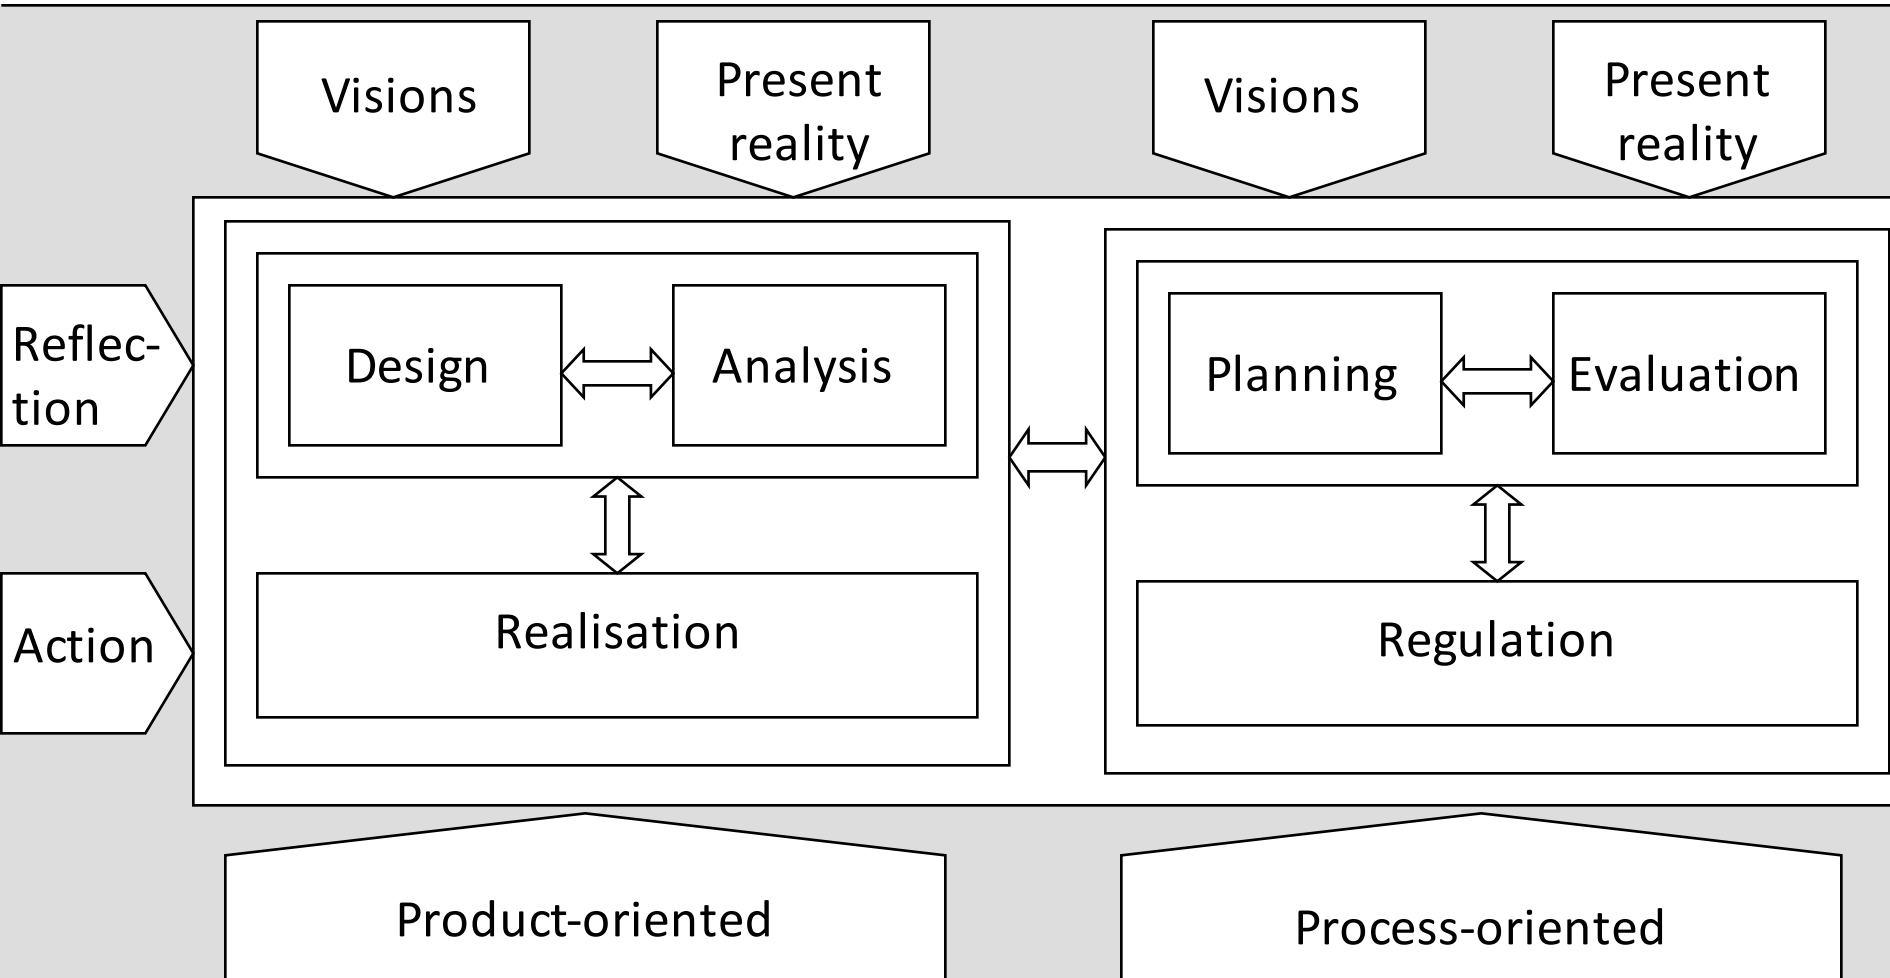 Visions
Present
reality
Visions
Present
reality
Reflec-
tion
Design
Analysis
Planning
Evaluation
Action
Realisation
Regulation
Product-oriented
Process-oriented